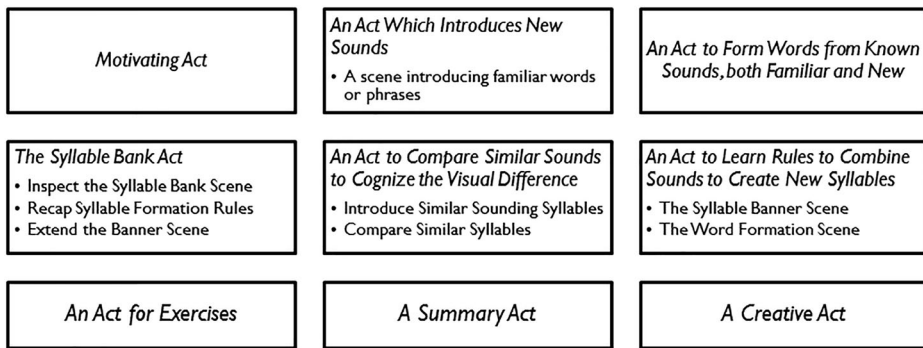 Motivating Act
An Act Which Introduces New
Sounds
• A scene introducing familiar words
or phrases
An Act to Form Words from Known
Sounds, both Familiar and New
The Syllable Bank Act
• Inspect the Syllable Bank Scene
• Recap Syllable Formation Rules
• Extend the Banner Scene
An Act to Compare Similar Sounds
to Cognize the Visual Difference
• Introduce Similar Sounding Syllables
• Compare Similar Syllables
An Act to Learn Rules to Combine
Sounds to Create New Syllables
• The Syllable Banner Scene
• The Word Formation Scene
An Act for Exercises
A Summary Act
A Creative Act